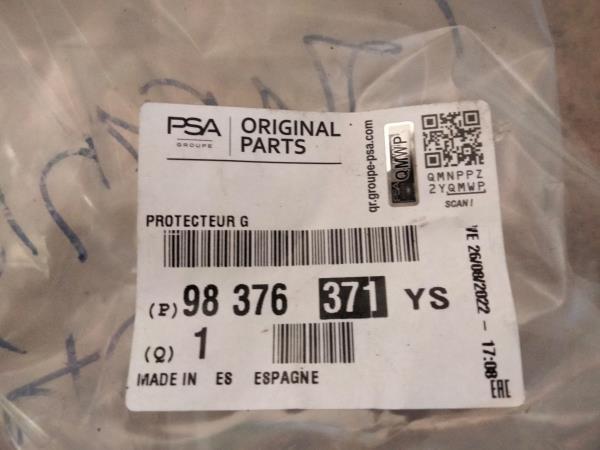 PSA
GROUPE
ORIGINAL
PARTS
qr.groupe-psa.com
QMWP
QMNPPZ
2YQMWP
SCAN !
PROTECTEUR G
(P) 98 376 371 YS
(Q) 1
MADE IN ES ESPAGNE
VE 26/08/2022 - 17:08
EAC